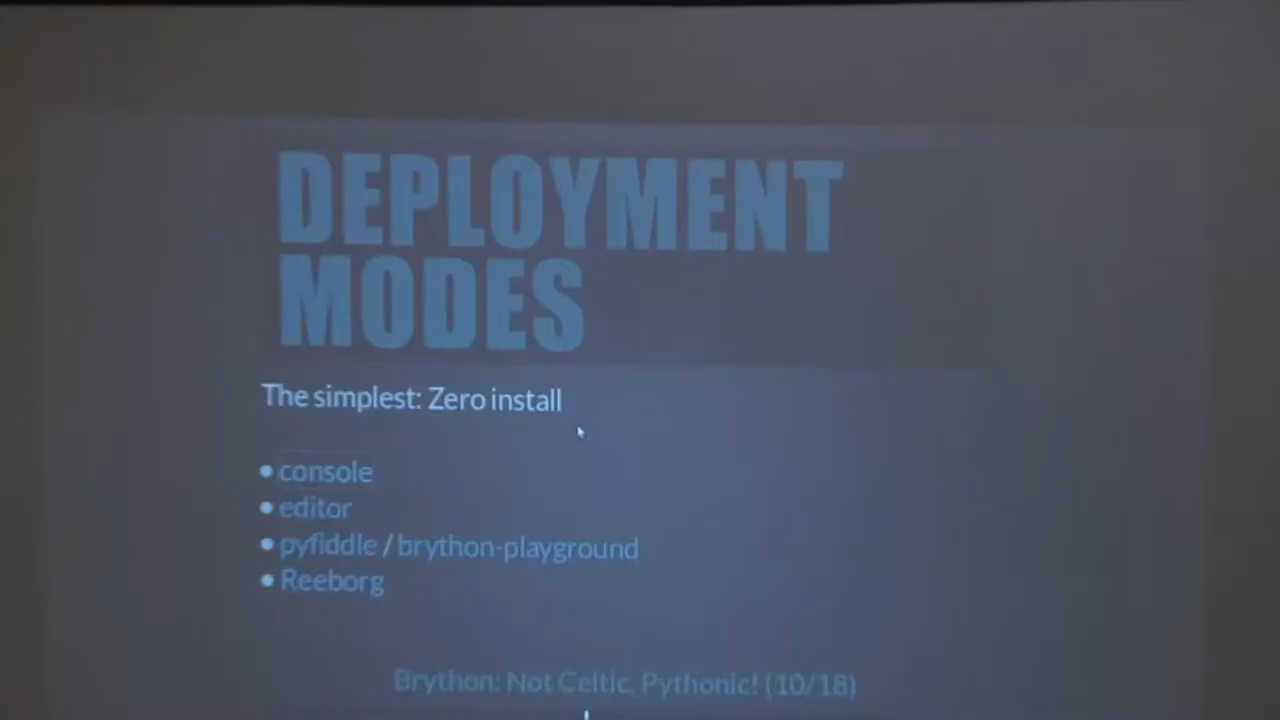 DEPLOYMENT
MODES
The simplest: Zero install
• console
• editor
• pyfiddle / brython-playground
• Reeborg
Brython: Not Celtic, Pythonic! (10/18)